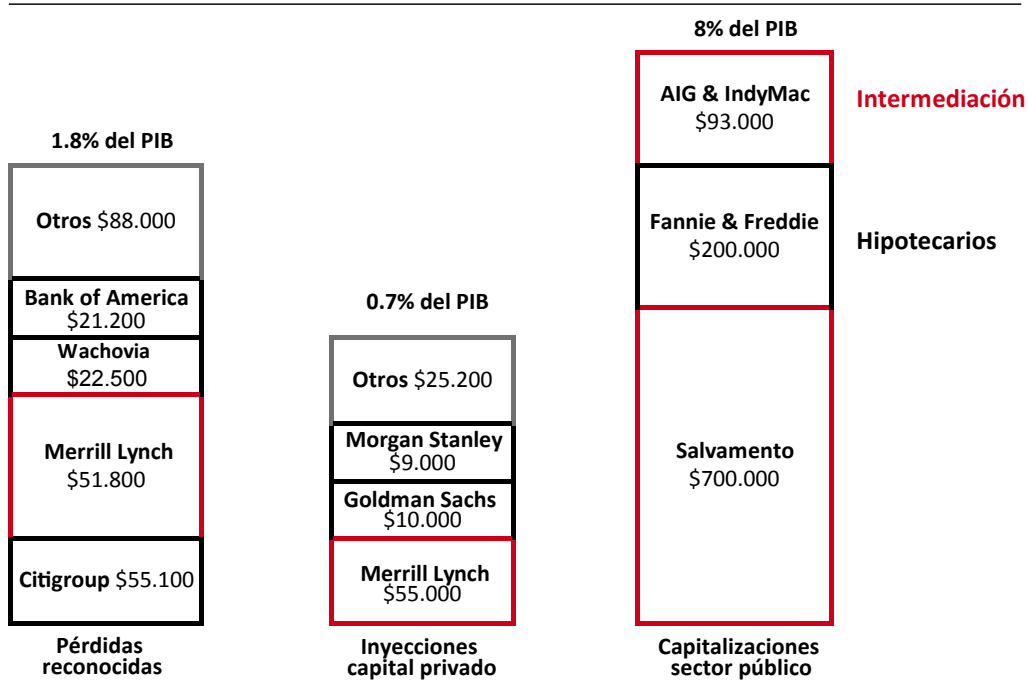 1.8% del PIB
Otros $88.000
Bank of America
$21.200
Wachovia
$22.500
Merrill Lynch
$51.800
Citigroup $55.100
Pérdidas
reconocidas
0.7% del PIB
Otros $25.200
Morgan Stanley
$9.000
Goldman Sachs
$10.000
Merrill Lynch
$55.000
Inyecciones
capital privado
8% del PIB
AIG & IndyMac
$93.000
Fannie & Freddie
$200.000
Salvamento
$700.000
Capitalizaciones
sector público
Intermediación
Hipotecarios